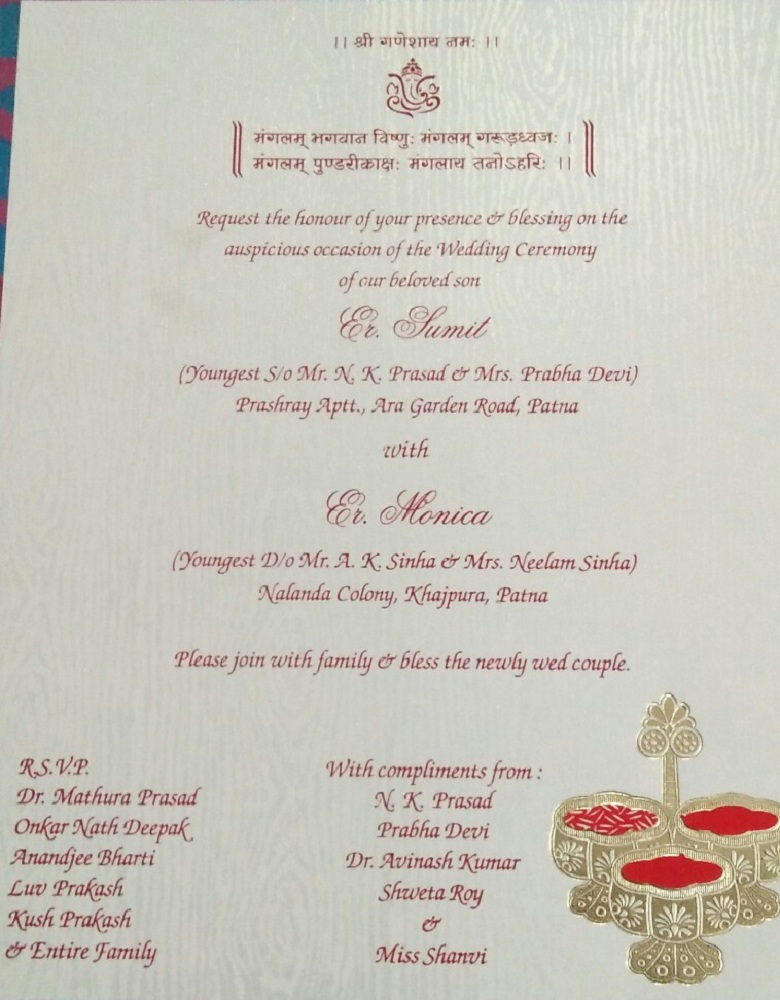 ।। श्री गणेशाय नमः ।।
मंगलम् भगवान विष्णुः मंगलम् गरूड़ध्वजः ।
मंगलम् पुण्डरीकाक्षः मंगलाय तनोऽहरिः ।।
Request the honour of your presence & blessing on the
auspicious occasion of the Wedding Ceremony
of our beloved son
Er. Sumit
(Youngest S/o Mr. N. K. Prasad & Mrs. Prabha Devi)
Prashray Aptt., Ara Garden Road, Patna
with
Er. Monica
(Youngest D/o Mr. A. K. Sinha & Mrs. Neelam Sinha)
Nalanda Colony, Khajpura, Patna
Please join with family & bless the newly wed couple.
R.S.V.P.
Dr. Mathura Prasad
Onkar Nath Deepak
Anandjee Bharti
Luv Prakash
Kush Prakash
& Entire Family
With compliments from :
N. K. Prasad
Prabha Devi
Dr. Avinash Kumar
Shweta Roy
&
Miss Shanvi